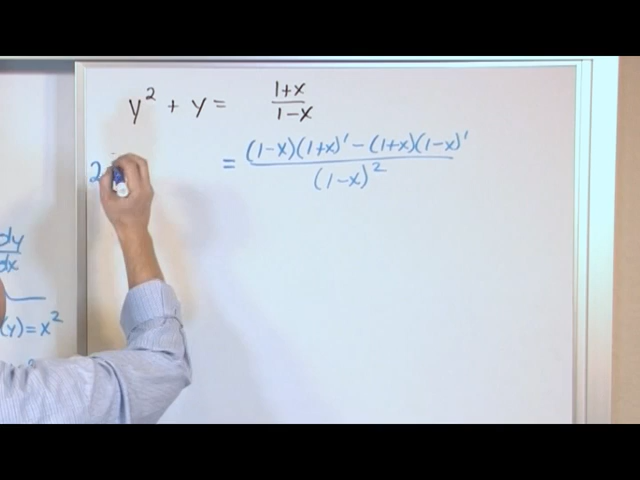 y² + y = 1+x / 1-x
2 = (1-x)(1+x)' - (1+x)(1-x)' / (1-x)²
dy / dx
(y) = x²